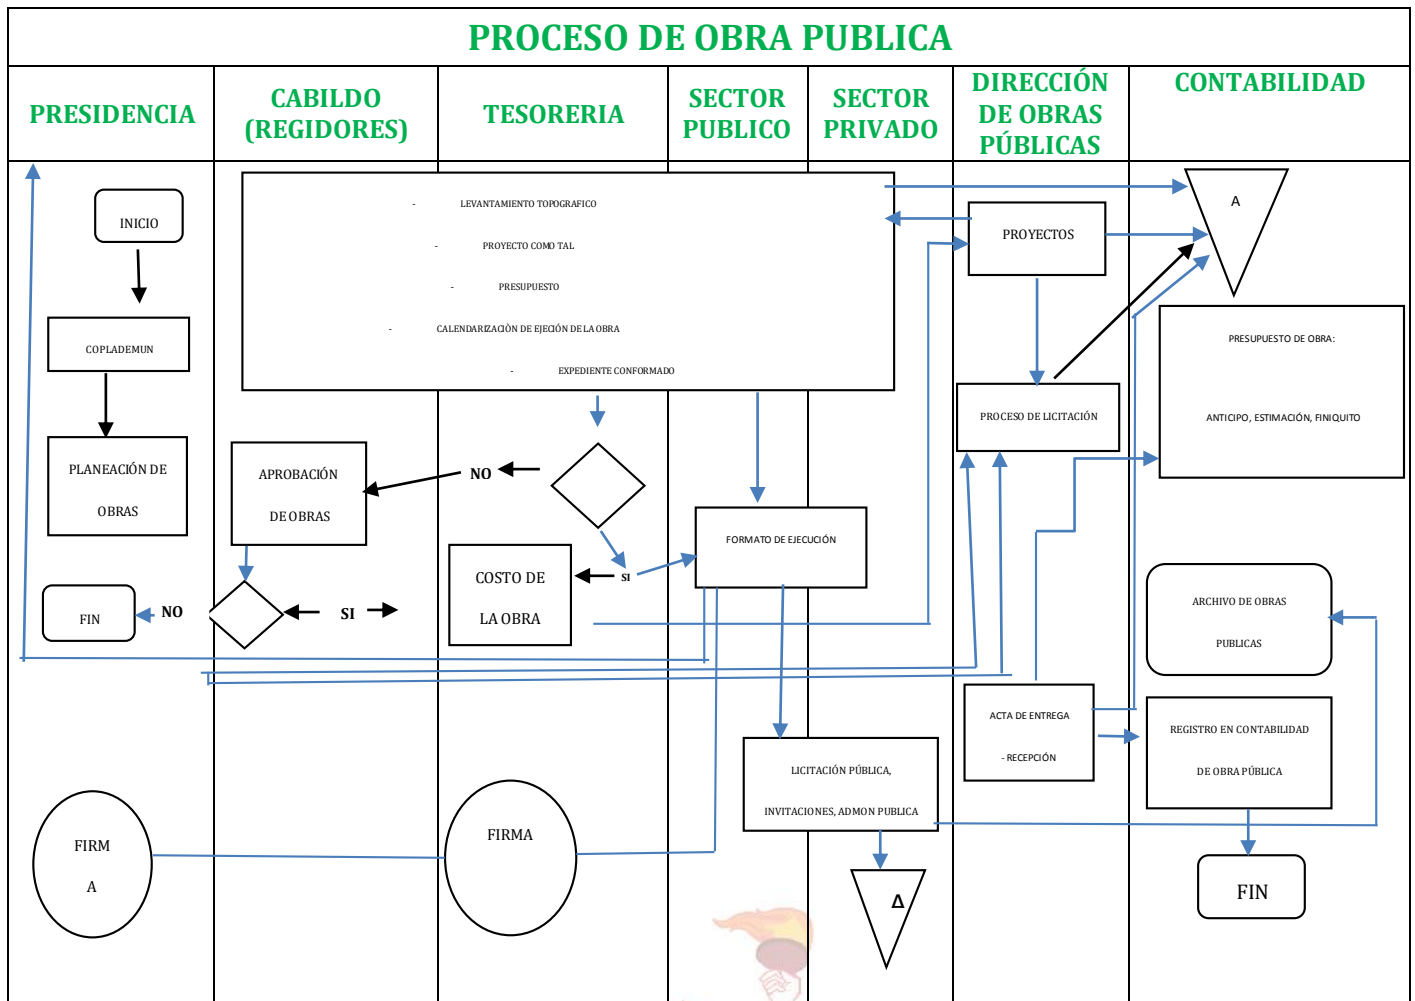 PROCESO DE OBRA PUBLICA
PRESIDENCIA
CABILDO
(REGIDORES)
TESORERIA
SECTOR
PUBLICO
SECTOR
PRIVADO
DIRECCIÓN
DE OBRAS
PÚBLICAS
CONTABILIDAD
INICIO
COPLADEMUN
PLANEACIÓN DE
OBRAS
FIN
NO
FIRM
A
- LEVANTAMIENTO TOPOGRAFICO
- PROYECTO COMO TAL
- PRESUPUESTO
- CALENDARIZACIÒN DE EJECIÓN DE LA OBRA
- EXPEDIENTE CONFORMADO
APROBACIÓN
DE OBRAS
SI
NO
SI
COSTO DE
LA OBRA
FIRMA
FORMATO DE EJECUCIÓN
LICITACIÓN PÚBLICA,
INVITACIONES, ADMON PUBLICA
Δ
PROYECTOS
PROCESO DE LICITACIÓN
ACTA DE ENTREGA
- RECEPCIÓN
A
PRESUPUESTO DE OBRA:
ANTICIPO, ESTIMACIÓN, FINIQUITO
ARCHIVO DE OBRAS
PUBLICAS
REGISTRO EN CONTABILIDAD
DE OBRA PÚBLICA
FIN